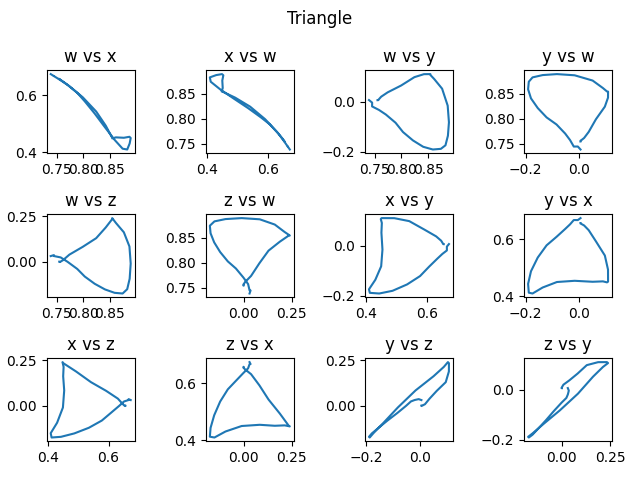 Triangle
w vs x
x vs w
w vs y
y vs w
0.6
0.4
0.75 0.80 0.85
0.85
0.80
0.75
0.4 0.6
0.0
−0.2
0.75 0.80 0.85
0.85
0.80
0.75
−0.2 0.0
w vs z
z vs w
x vs y
y vs x
0.25
0.00
0.75 0.80 0.85
0.85
0.80
0.75
0.00 0.25
0.0
−0.2
0.4 0.6
0.6
0.4
−0.2 0.0
x vs z
z vs x
y vs z
z vs y
0.25
0.00
0.4 0.6
0.6
0.4
0.00 0.25
0.25
0.00
−0.2 0.0
0.0
−0.2
0.00 0.25